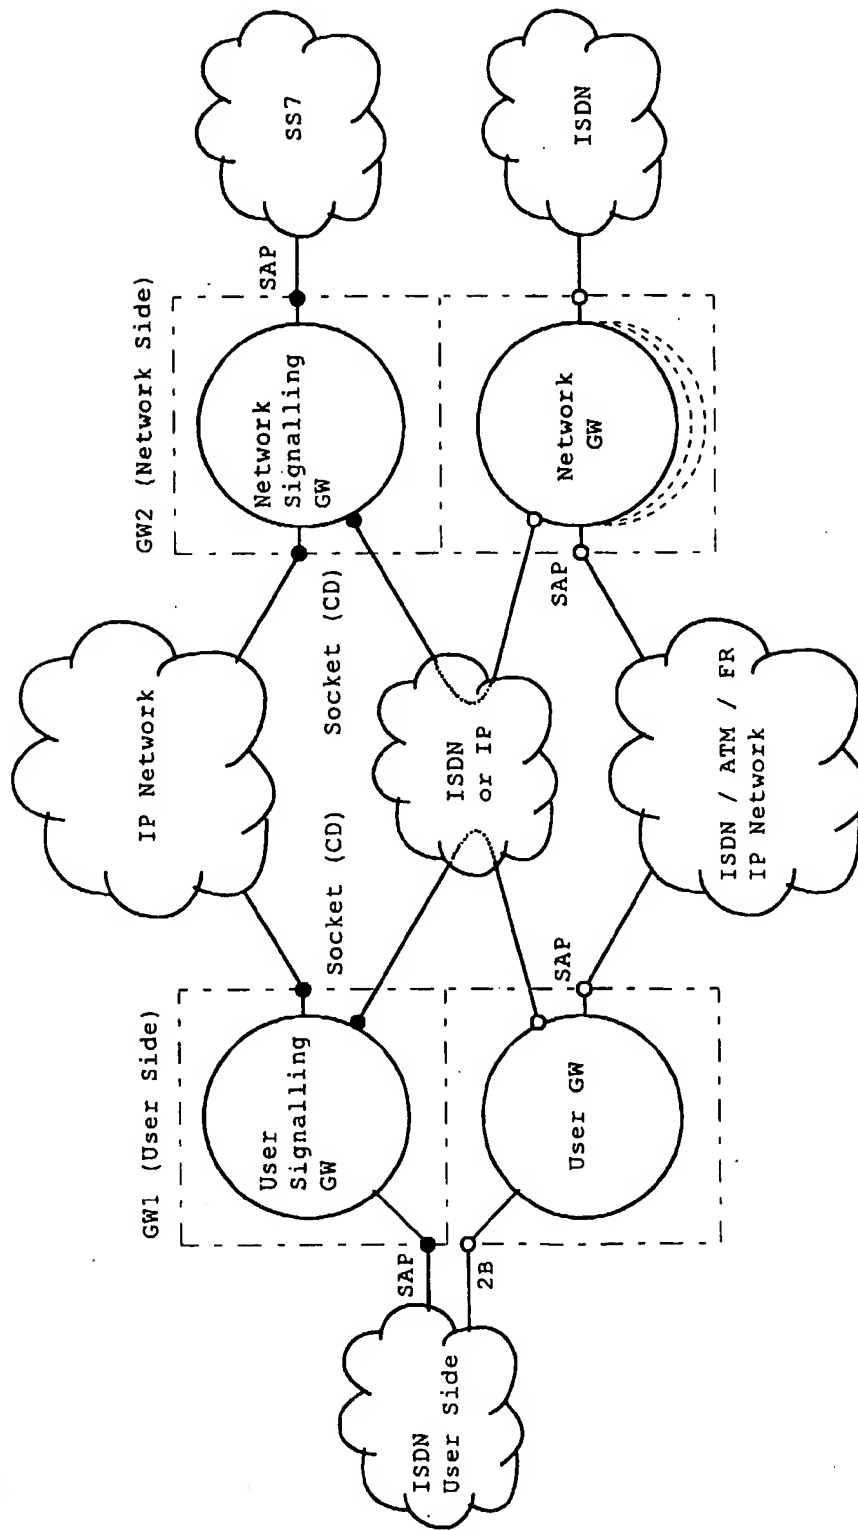 GW1 (User Side)
GW2 (Network Side)
IP Network
SS7
User
Signalling
GW
Network
Signalling
GW
SAP
Socket (CD)
Socket (CD)
SAP
ISDN
User Side
2B
ISDN
or IP
User GW
SAP
SAP
Network
GW
ISDN
ISDN / ATM / FR
IP Network